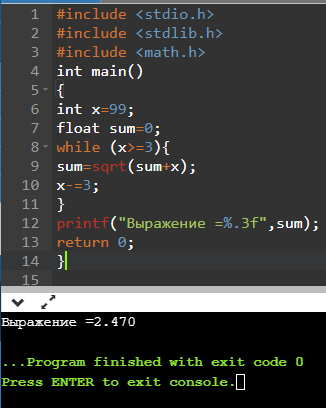 1 #include <stdio.h>
2 #include <stdlib.h>
3 #include <math.h>
4 int main()
5 {
6 int x=99;
7 float sum=0;
8 while (x>=3){
9 sum=sqrt(sum+x);
10 x-=3;
11 }
12 printf("Выражение =%.3f",sum);
13 return 0;
14 }
15
Выражение =2.470
...Program finished with exit code 0
Press ENTER to exit console.